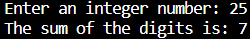 Enter an integer number: 25
The sum of the digits is: 7